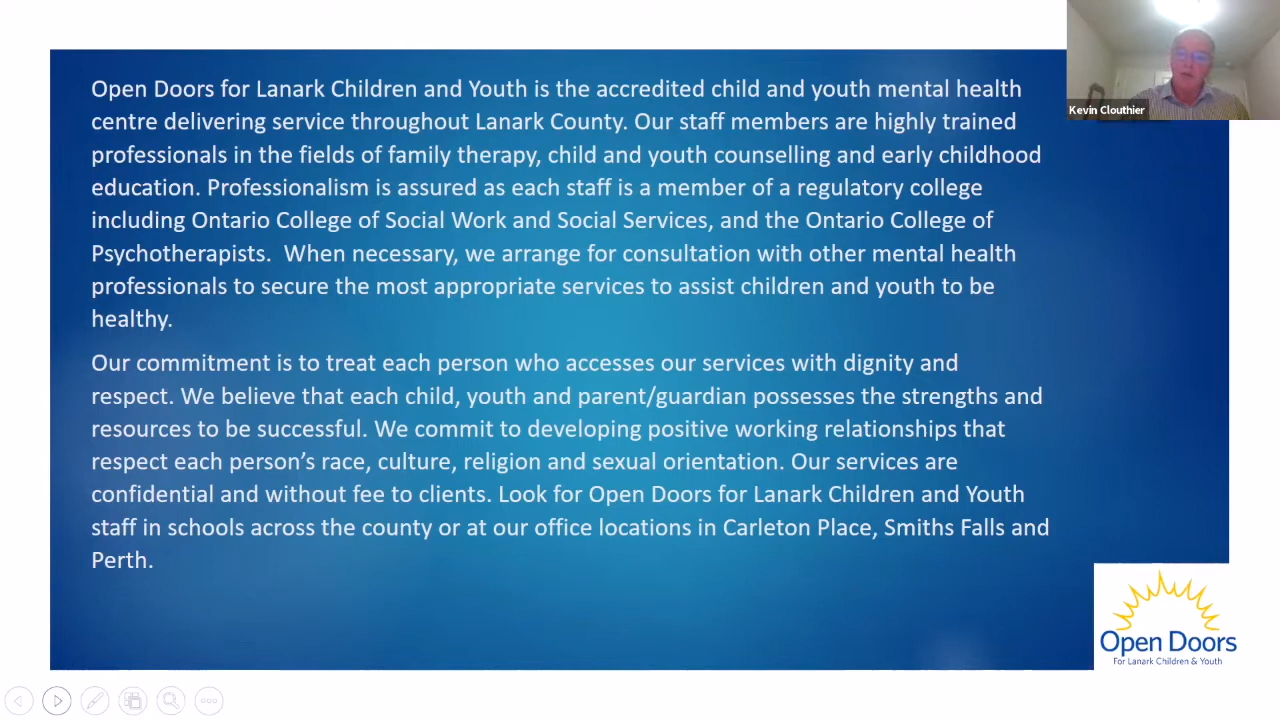 Open Doors for Lanark Children and Youth is the accredited child and youth mental health
centre delivering service throughout Lanark County. Our staff members are highly trained
professionals in the fields of family therapy, child and youth counselling and early childhood
education. Professionalism is assured as each staff is a member of a regulatory college
including Ontario College of Social Work and Social Services, and the Ontario College of
Psychotherapists.  When necessary, we arrange for consultation with other mental health
professionals to secure the most appropriate services to assist children and youth to be
healthy.
Our commitment is to treat each person who accesses our services with dignity and
respect. We believe that each child, youth and parent/guardian possesses the strengths and
resources to be successful. We commit to developing positive working relationships that
respect each person’s race, culture, religion and sexual orientation. Our services are
confidential and without fee to clients. Look for Open Doors for Lanark Children and Youth
staff in schools across the county or at our office locations in Carleton Place, Smiths Falls and
Perth.
Kevin Clouthier
Open Doors
For Lanark Children & Youth